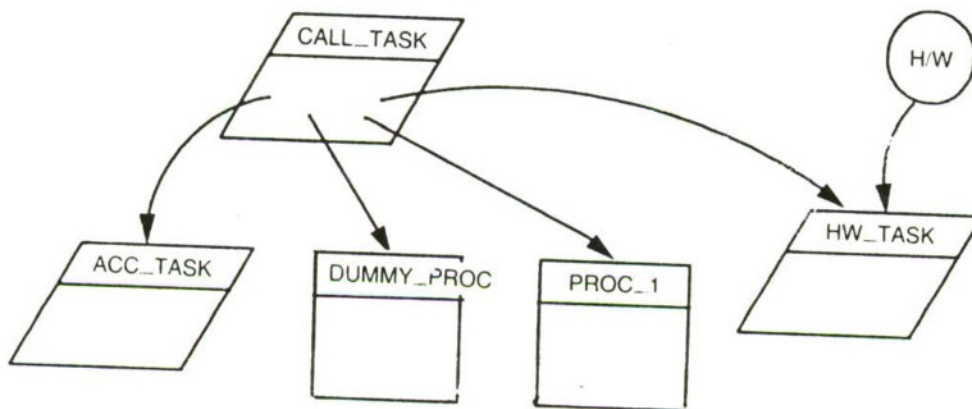 CALL_TASK
H/W
ACC_TASK
DUMMY_PROC
PROC_1
HW_TASK